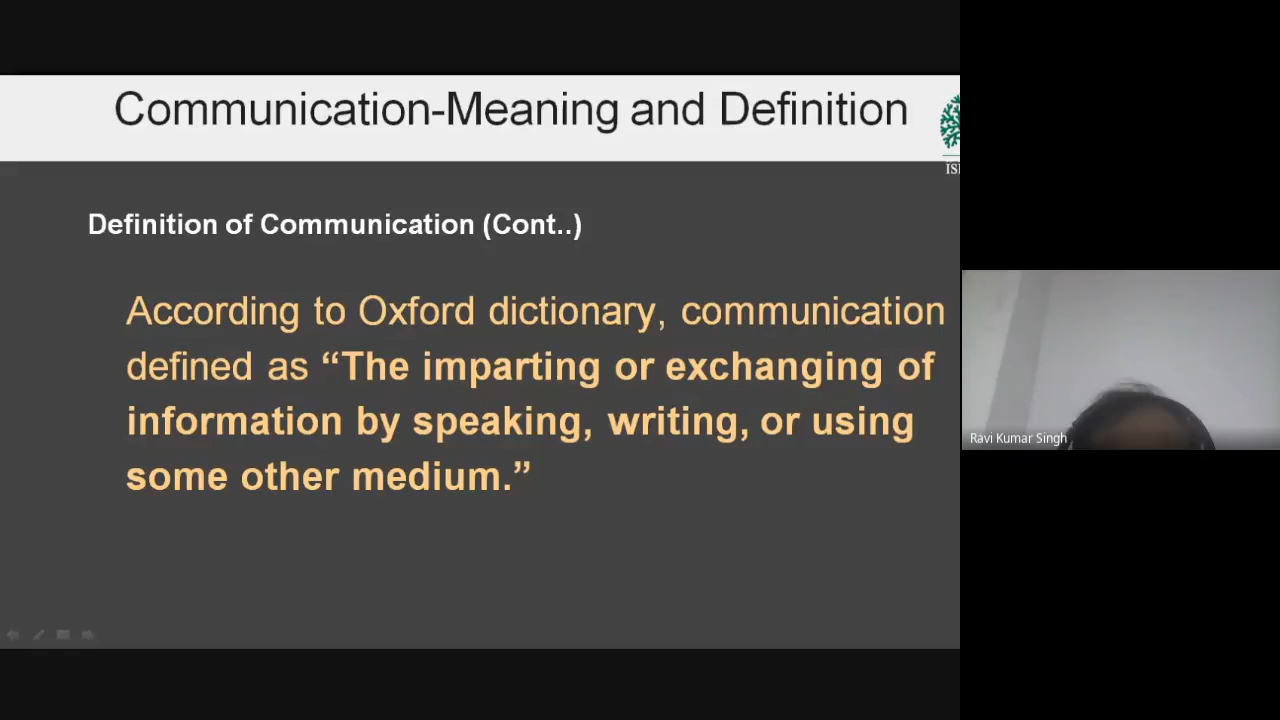 Communication-Meaning and Definition
Definition of Communication (Cont..)
According to Oxford dictionary, communication
defined as “The imparting or exchanging of
information by speaking, writing, or using
some other medium.”
Ravi Kumar Singh